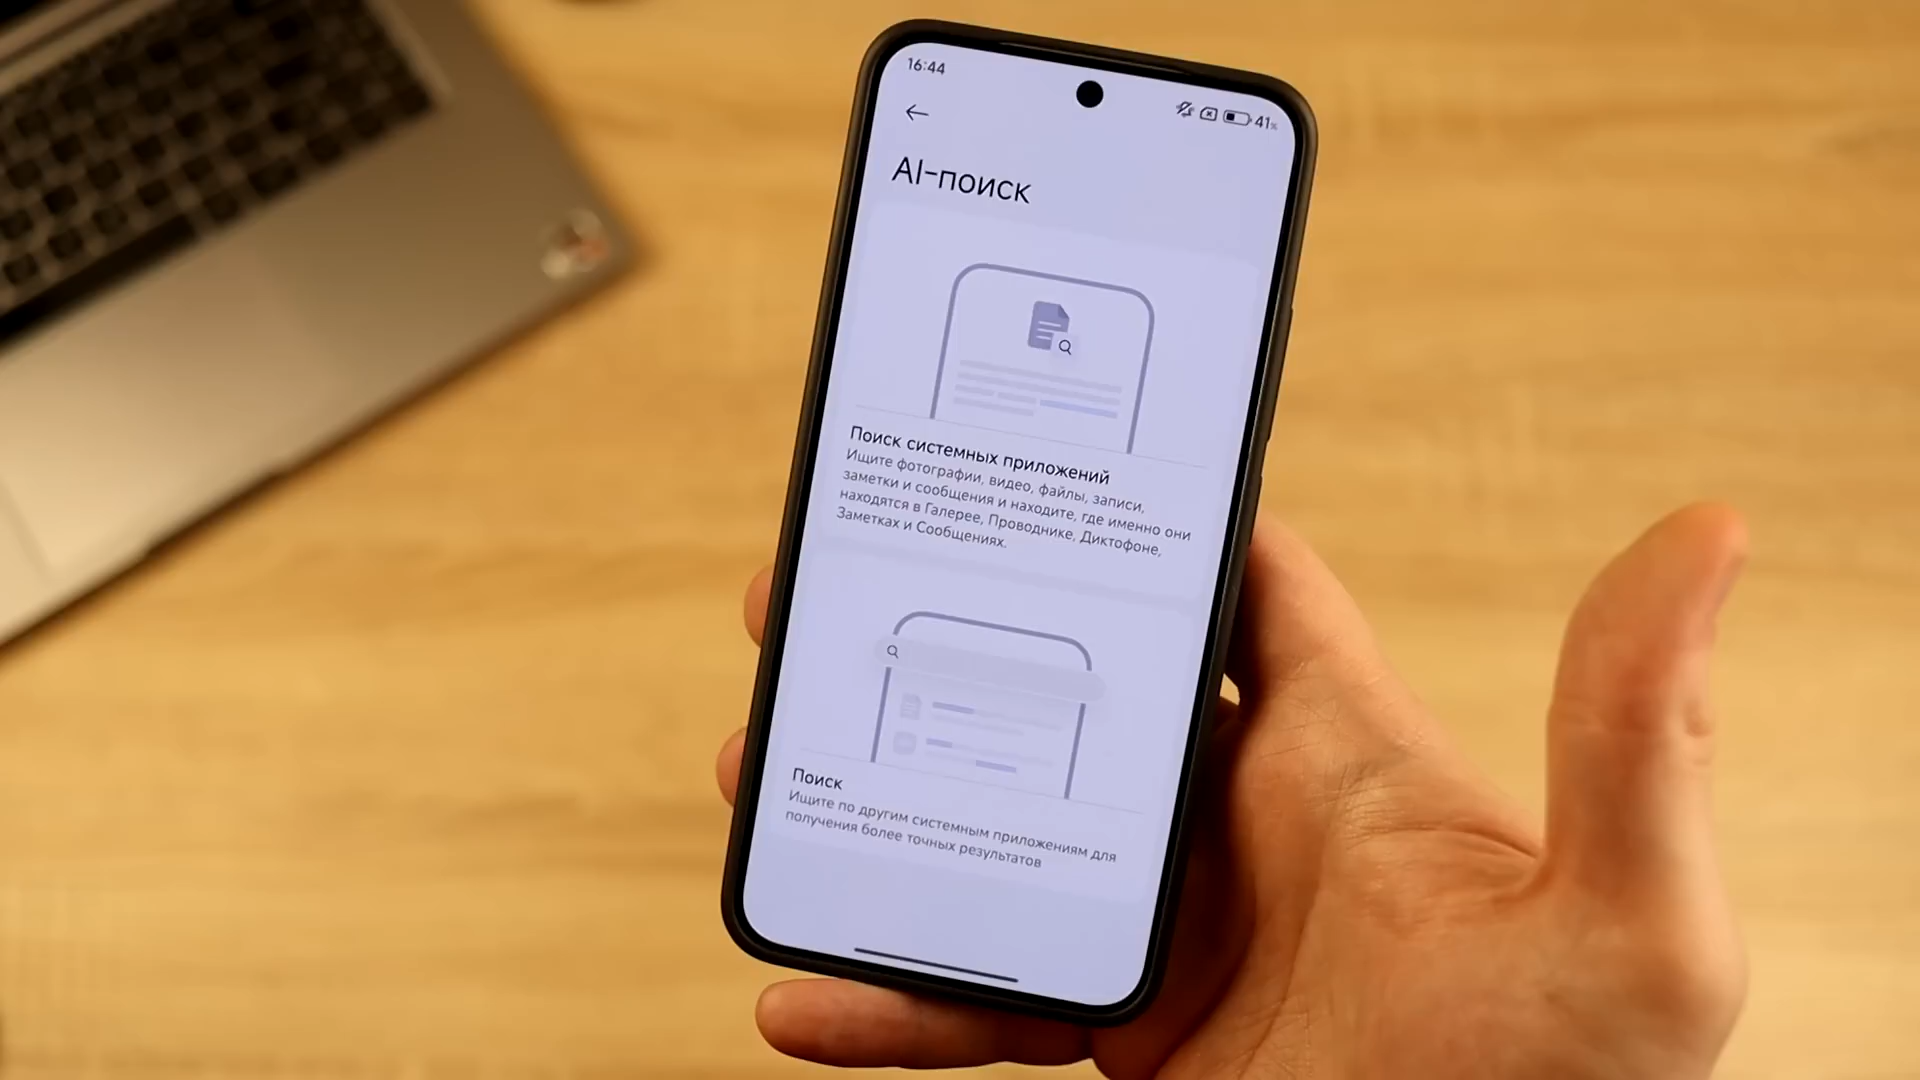 16:44
41%
AI-поиск
Поиск системных приложений
Ищите фотографии, видео, файлы, записи,
заметки и сообщения и находите, где именно они
находятся в Галерее, Проводнике, Диктофоне,
Заметках и Сообщениях.
Поиск
Ищите по другим системным приложениям для
получения более точных результатов